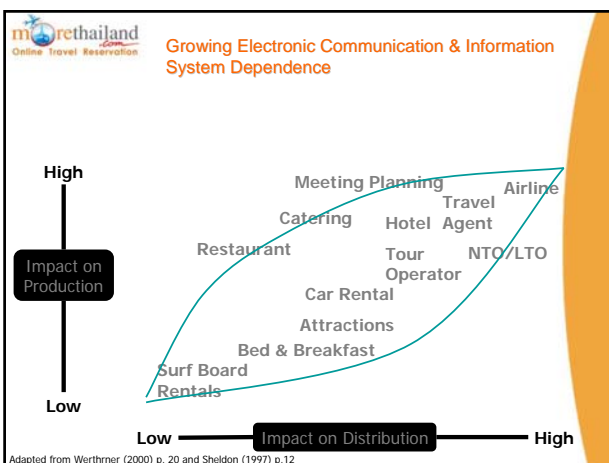 morethailand
.com
Online Travel Reservation
Growing Electronic Communication & Information
System Dependence
High
Impact on
Production
Low
Meeting Planning
Airline
Travel
Agent
Catering
Hotel
Restaurant
Tour
Operator
NTO/LTO
Car Rental
Attractions
Bed & Breakfast
Surf Board
Rentals
Low
Impact on Distribution
High
Adapted from Werthrner (2000) p. 20 and Sheldon (1997) p.12